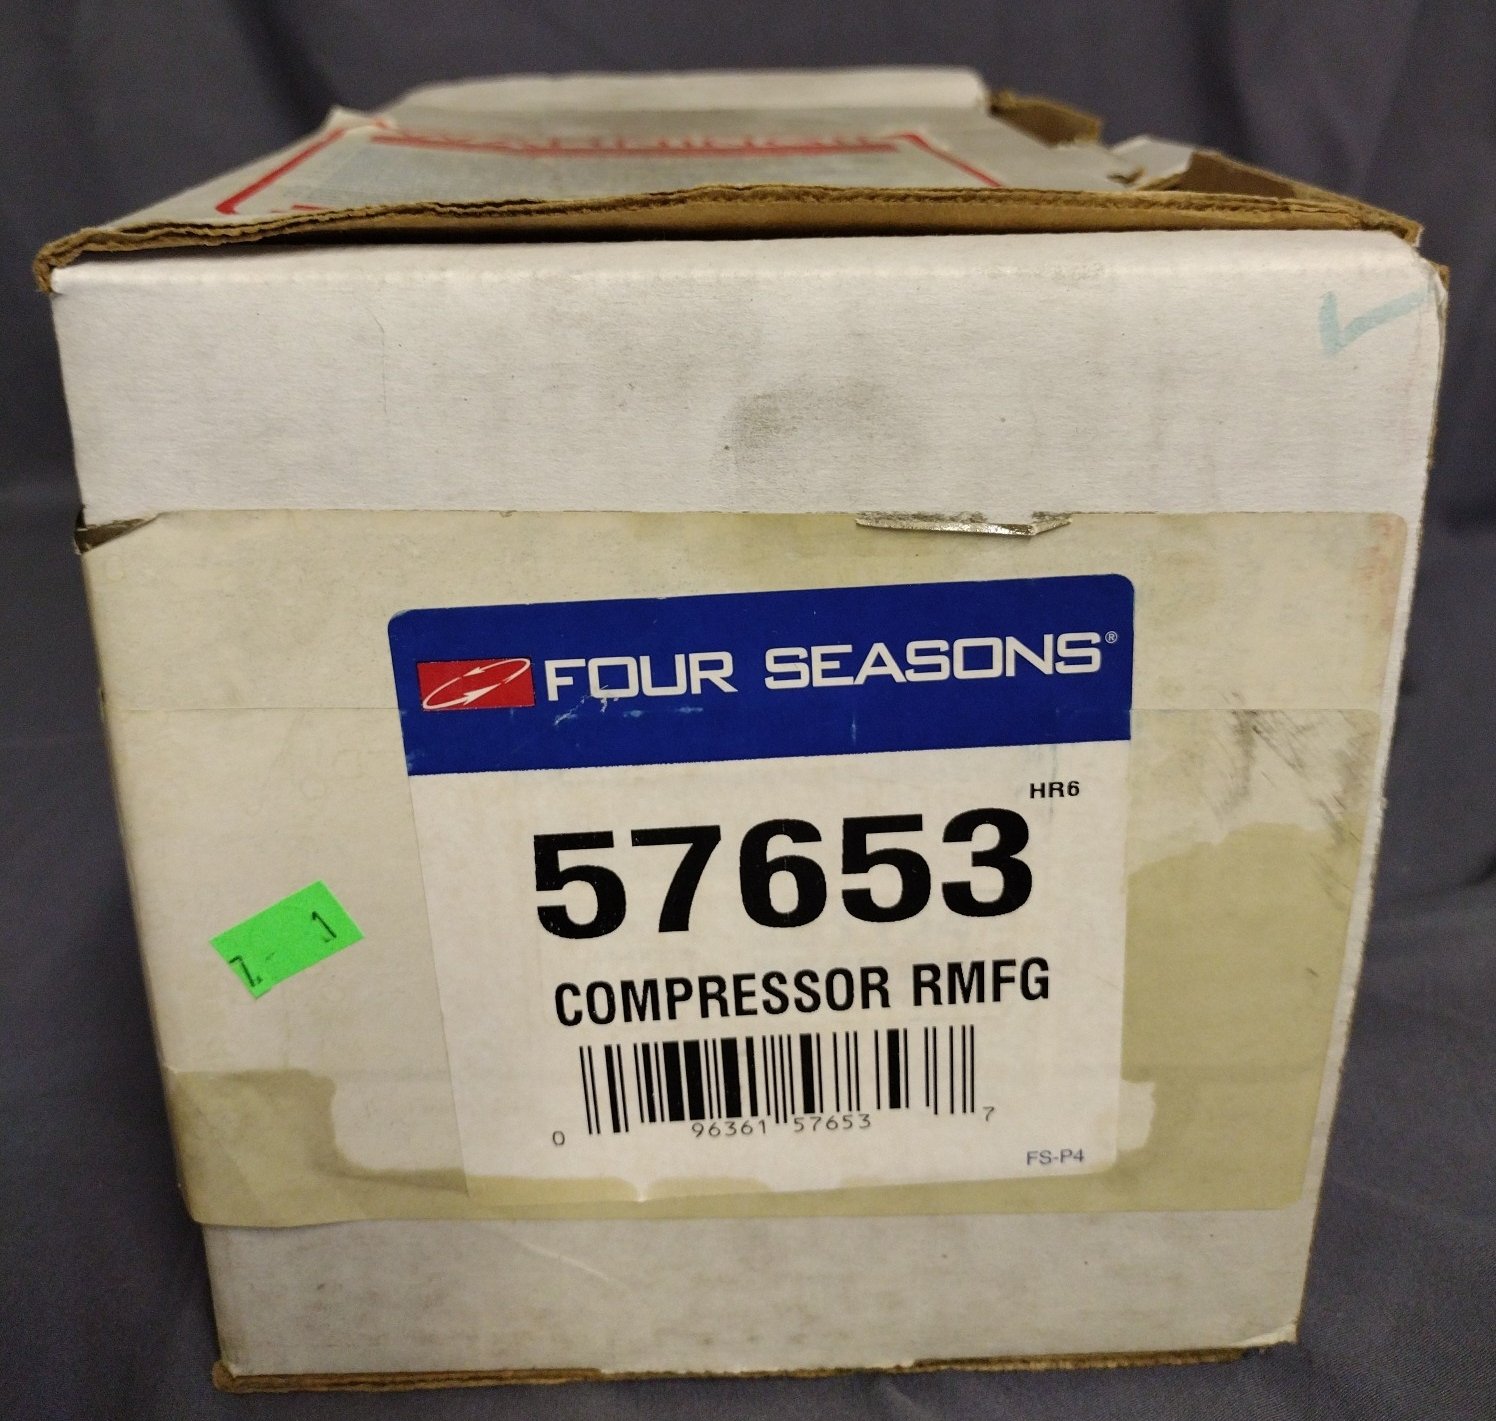 FOUR SEASONS®
HR6
57653
COMPRESSOR RMFG
0 96361 57653 7
FS-P4